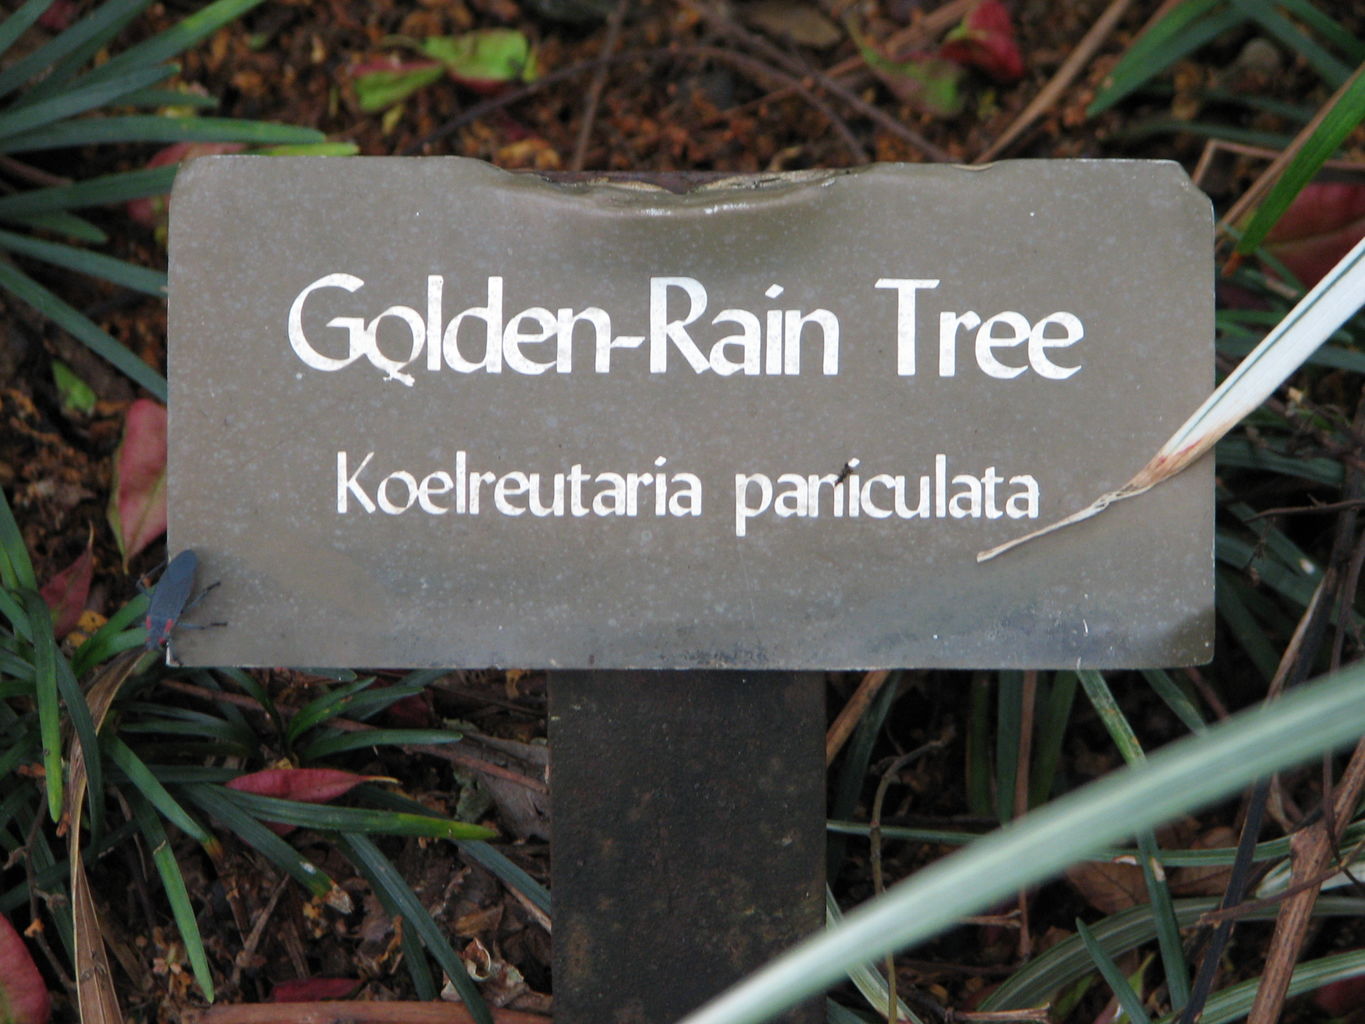 Golden-Rain Tree
Koelreutaria paniculata